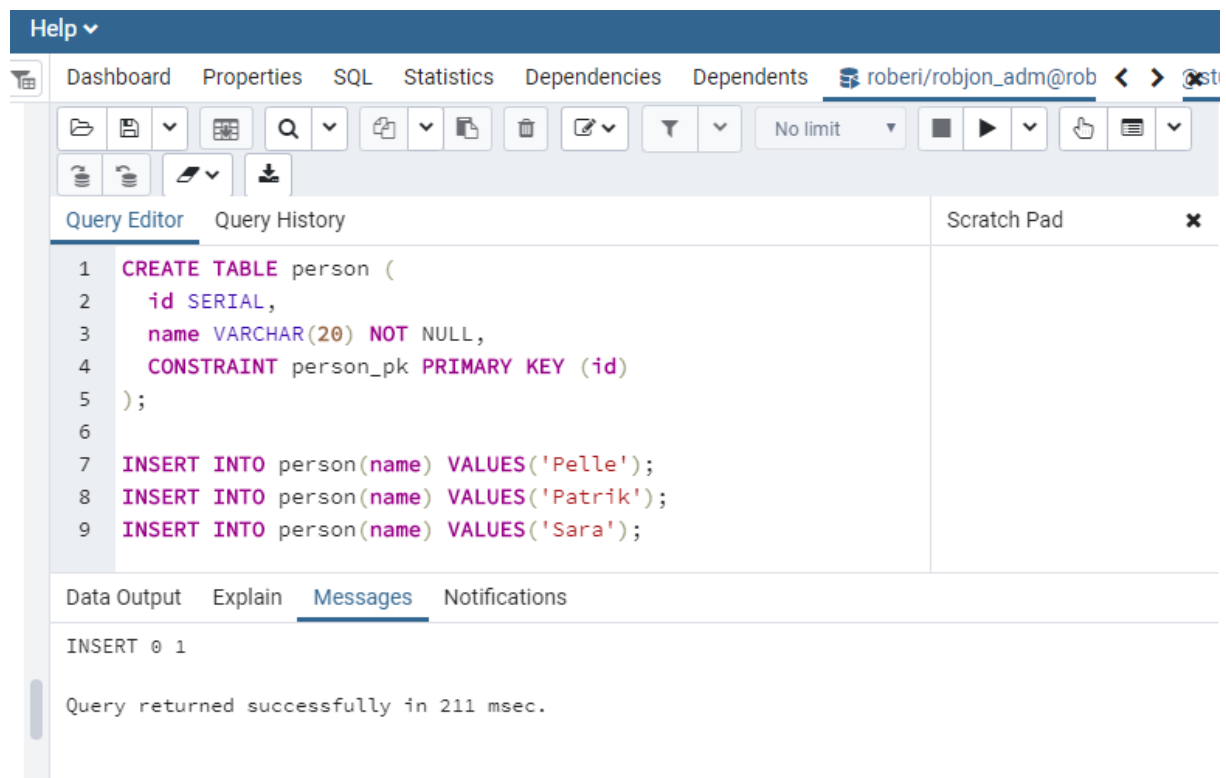 Help
Dashboard Properties SQL Statistics Dependencies Dependents roberi/robjon_adm@rob
No limit
Query Editor Query History Scratch Pad
1 CREATE TABLE person (
2   id SERIAL,
3   name VARCHAR(20) NOT NULL,
4   CONSTRAINT person_pk PRIMARY KEY (id)
5 );
6
7 INSERT INTO person(name) VALUES('Pelle');
8 INSERT INTO person(name) VALUES('Patrik');
9 INSERT INTO person(name) VALUES('Sara');
Data Output Explain Messages Notifications
INSERT 0 1
Query returned successfully in 211 msec.